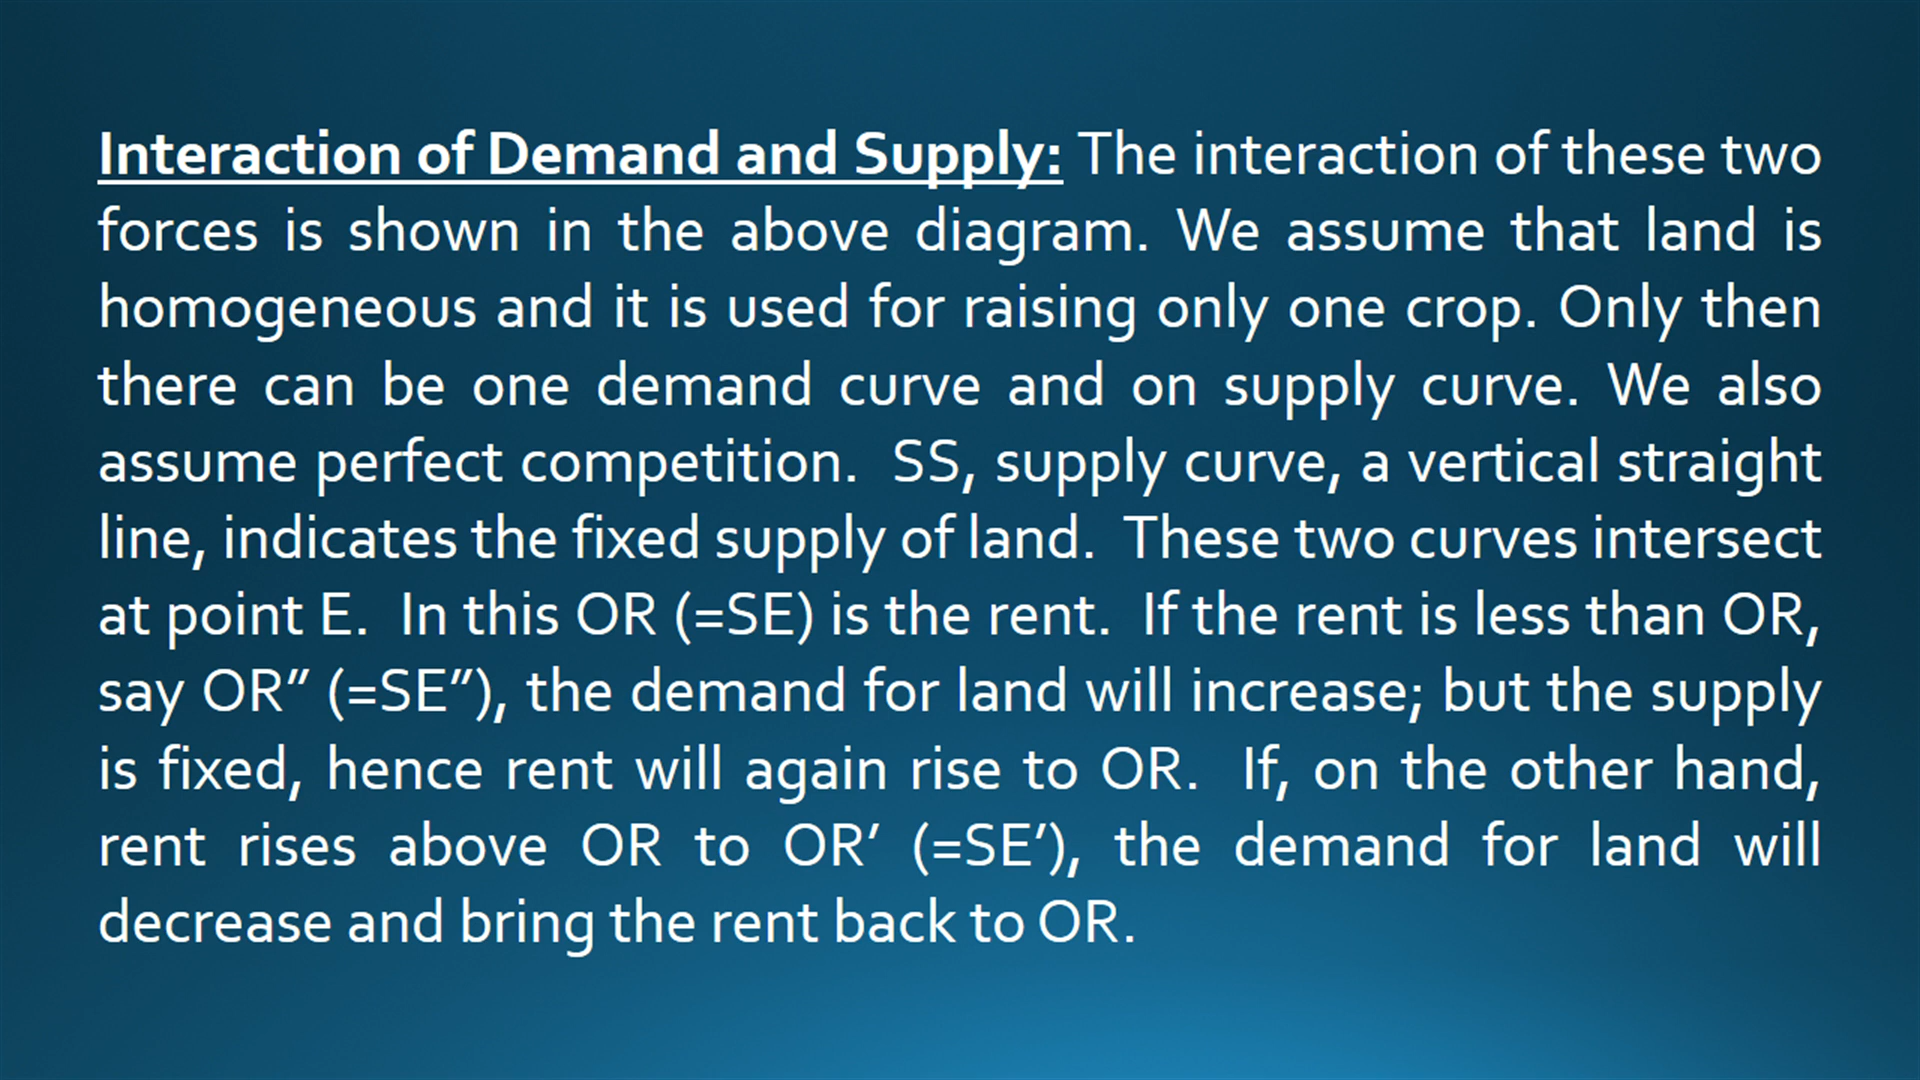 Interaction of Demand and Supply: The interaction of these two
forces is shown in the above diagram. We assume that land is
homogeneous and it is used for raising only one crop. Only then
there can be one demand curve and on supply curve. We also
assume perfect competition.  SS, supply curve, a vertical straight
line, indicates the fixed supply of land.  These two curves intersect
at point E.  In this OR (=SE) is the rent.  If the rent is less than OR,
say OR” (=SE”), the demand for land will increase; but the supply
is fixed, hence rent will again rise to OR.  If, on the other hand,
rent rises above OR to OR’ (=SE’), the demand for land will
decrease and bring the rent back to OR.